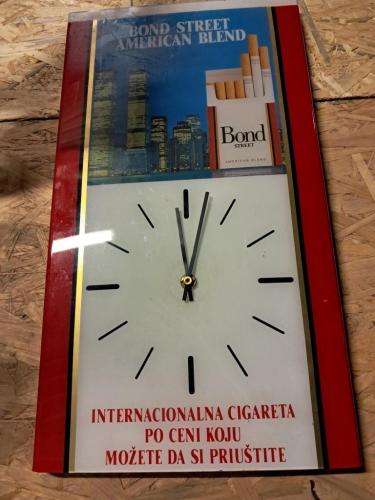 BOND STREET
AMERICAN BLEND
Bond
STREET
AMERICAN BLEND
INTERNACIONALNA CIGARETA
PO CENI KOJU
MOŽETE DA SI PRIUŠTITE